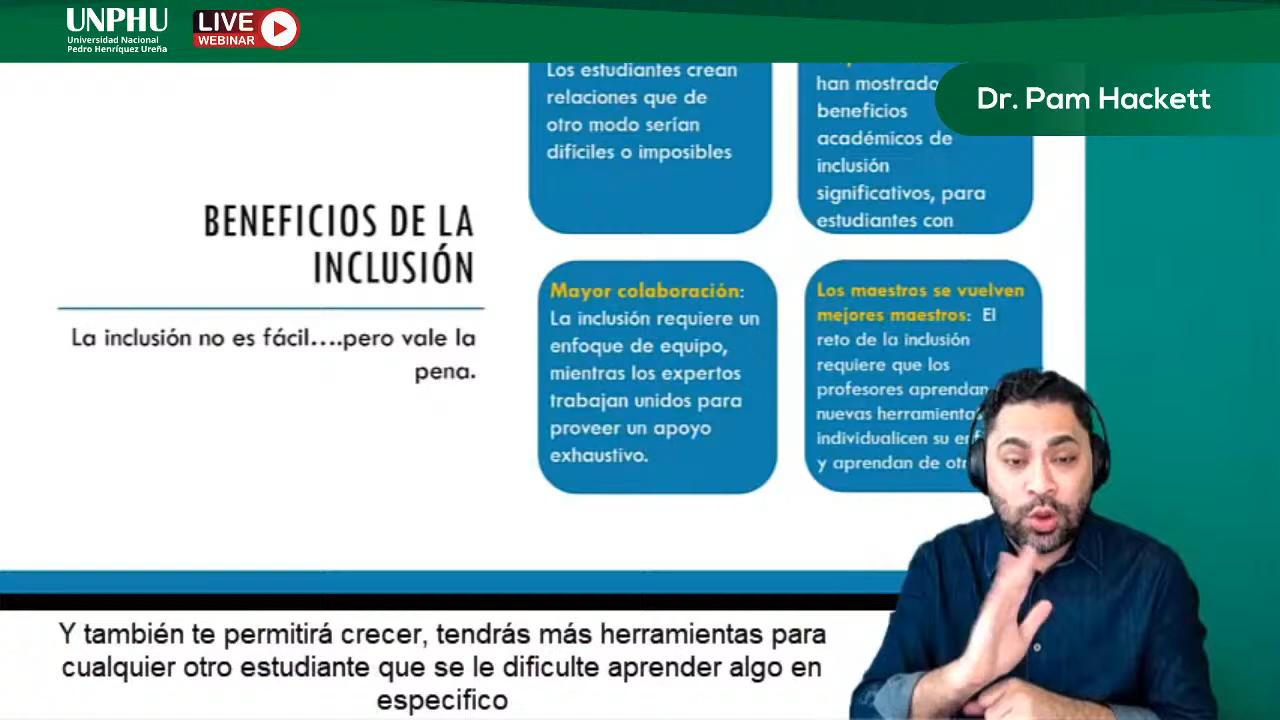 UNPHU
Universidad Nacional
Pedro Henríquez Ureña
LIVE
WEBINAR
Dr. Pam Hackett
BENEFICIOS DE LA
INCLUSIÓN
La inclusión no es fácil....pero vale la
pena.
Los estudiantes crean
relaciones que de
otro modo serían
difíciles o imposibles
han mostrado
beneficios
académicos de
inclusión
significativos, para
estudiantes con
Mayor colaboración:
La inclusión requiere un
enfoque de equipo,
mientras los expertos
trabajan unidos para
proveer un apoyo
exhaustivo.
Los maestros se vuelven
mejores maestros: El
reto de la inclusión
requiere que los
profesores aprendan
nuevas
individualicen su
y aprendan de
Y también te permitirá crecer, tendrás más herramientas para
cualquier otro estudiante que se le dificulte aprender algo en
especifico